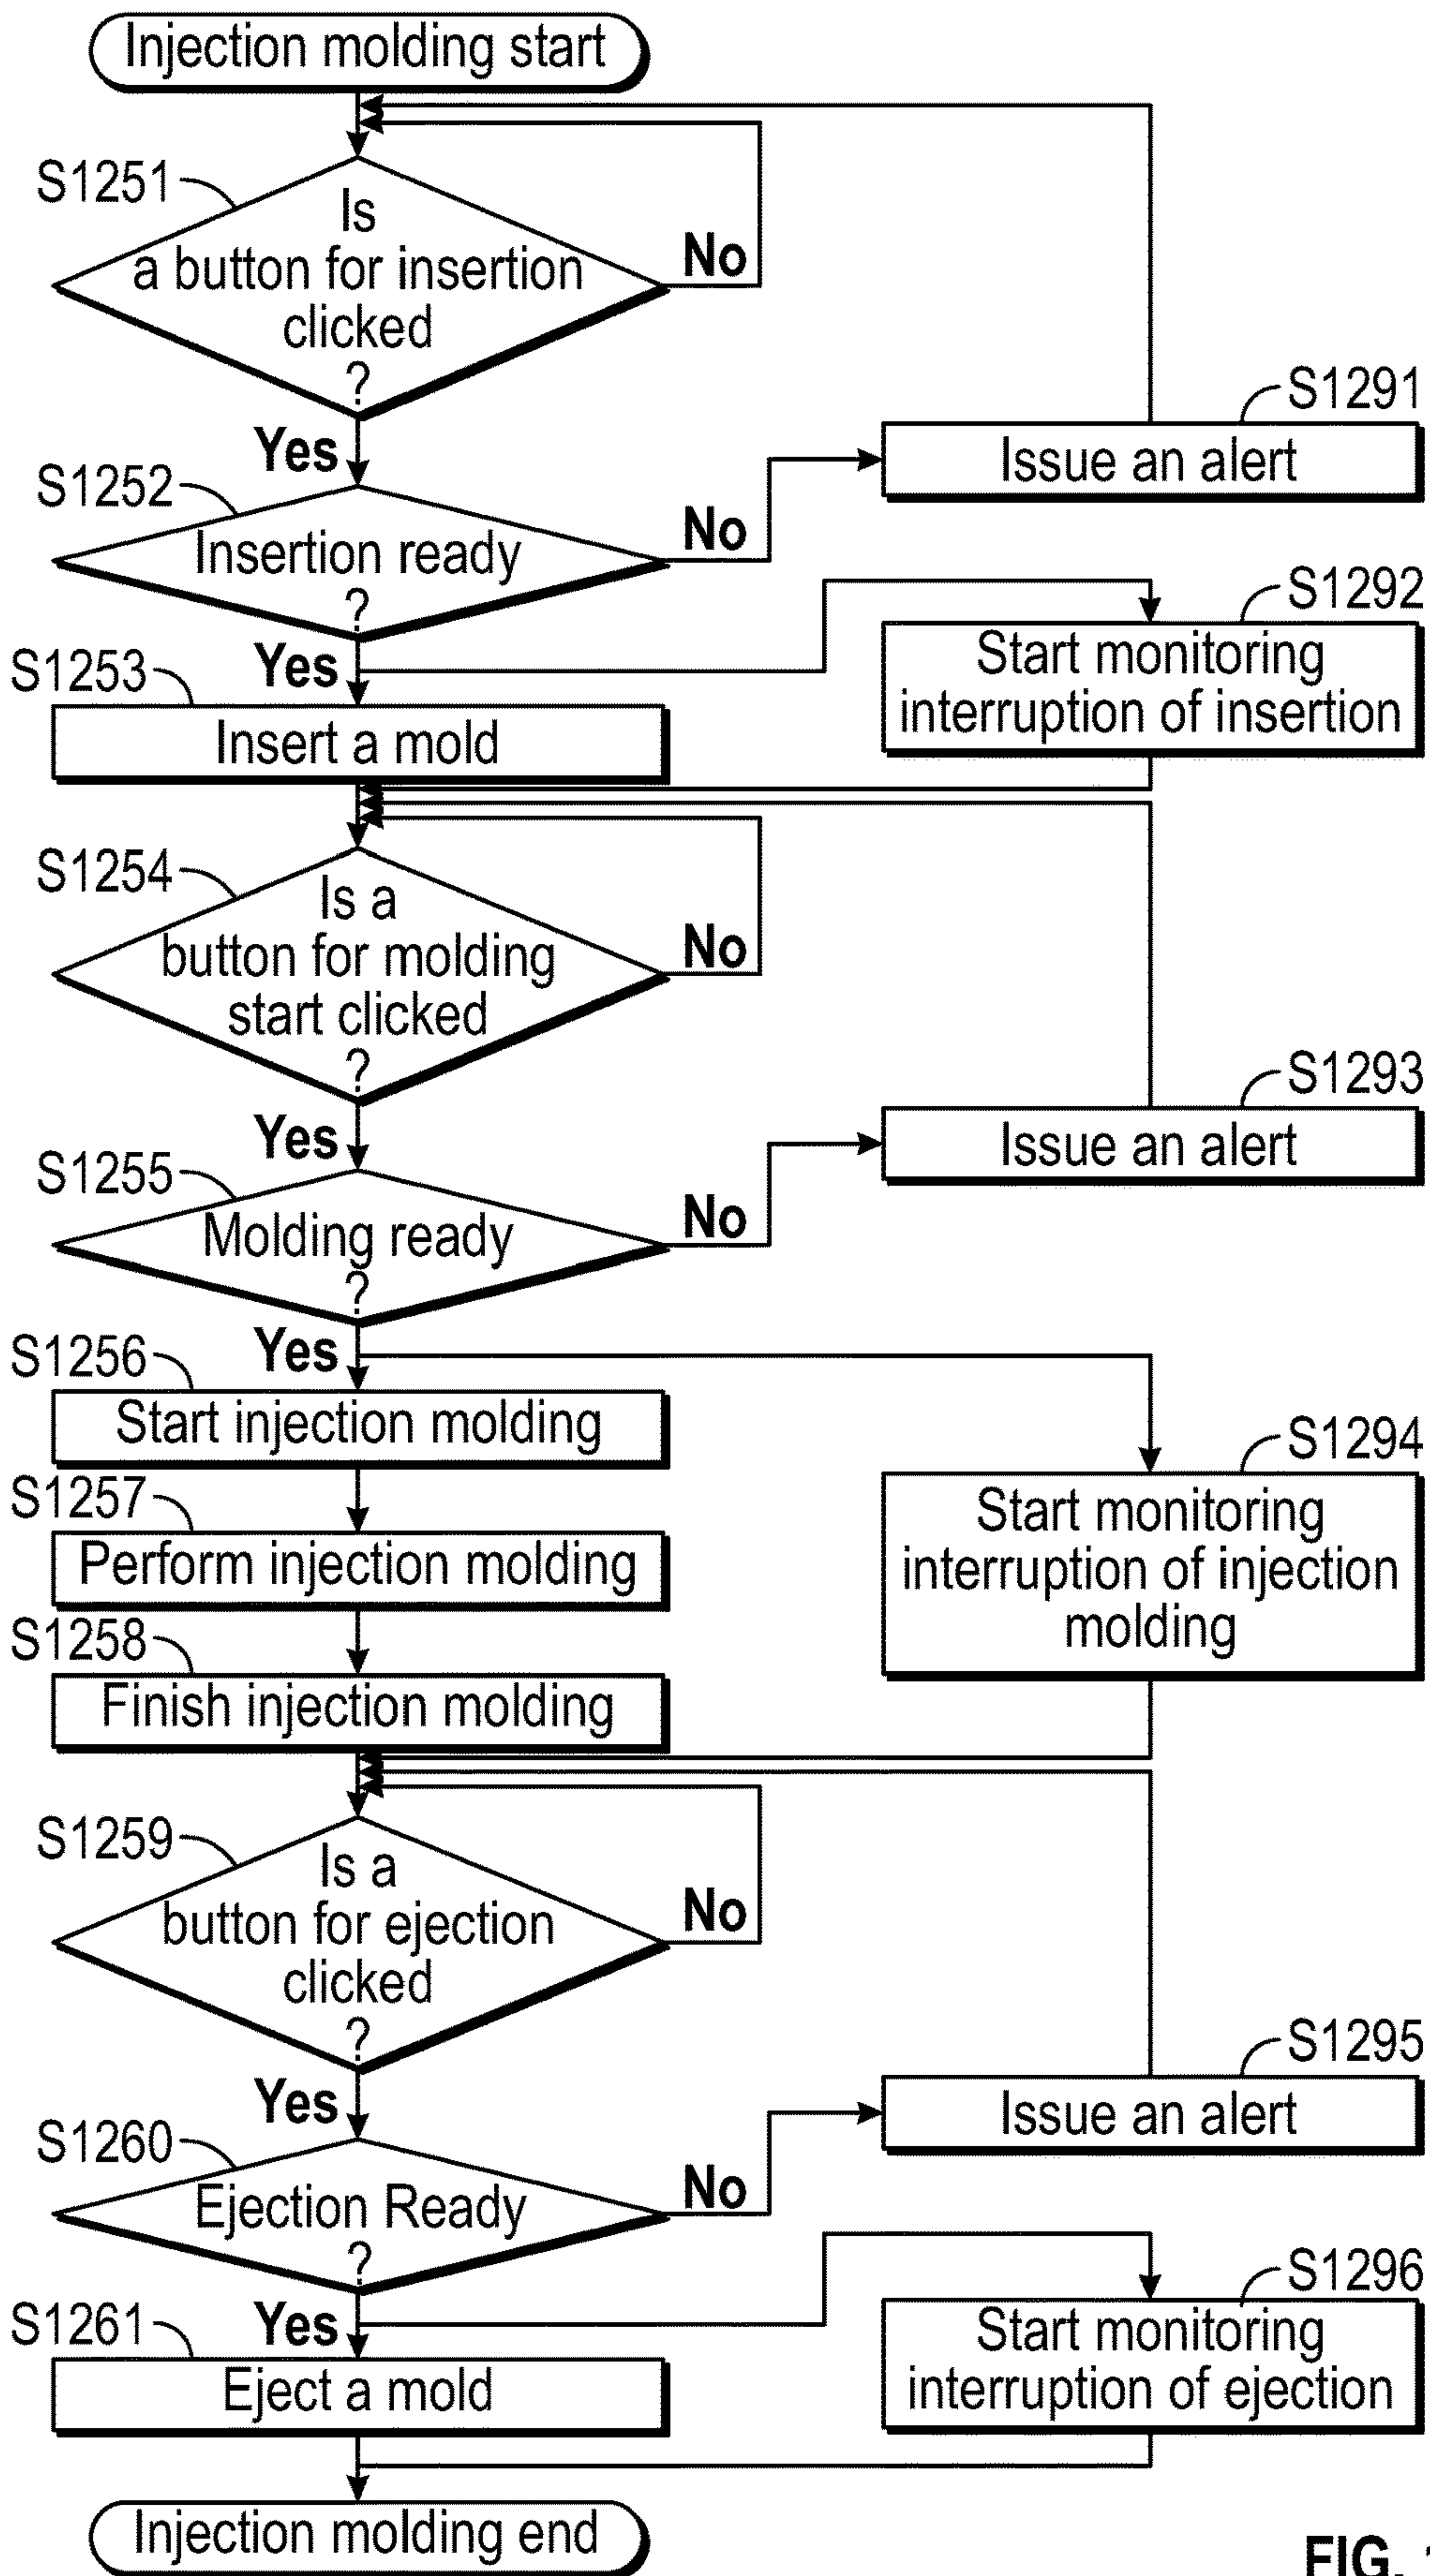 Injection molding start
S1251
Is
a button for insertion
clicked
?
No
Yes
S1291
Issue an alert
S1252
Insertion ready
?
No
Yes
S1292
Start monitoring
interruption of insertion
S1253
Insert a mold
S1254
Is a
button for molding
start clicked
?
No
Yes
S1293
Issue an alert
S1255
Molding ready
?
No
Yes
S1256
Start injection molding
S1294
Start monitoring
interruption of injection
molding
S1257
Perform injection molding
S1258
Finish injection molding
S1259
Is a
button for ejection
clicked
?
No
Yes
S1295
Issue an alert
S1260
Ejection Ready
?
No
Yes
S1296
Start monitoring
interruption of ejection
S1261
Eject a mold
Injection molding end
FIG.